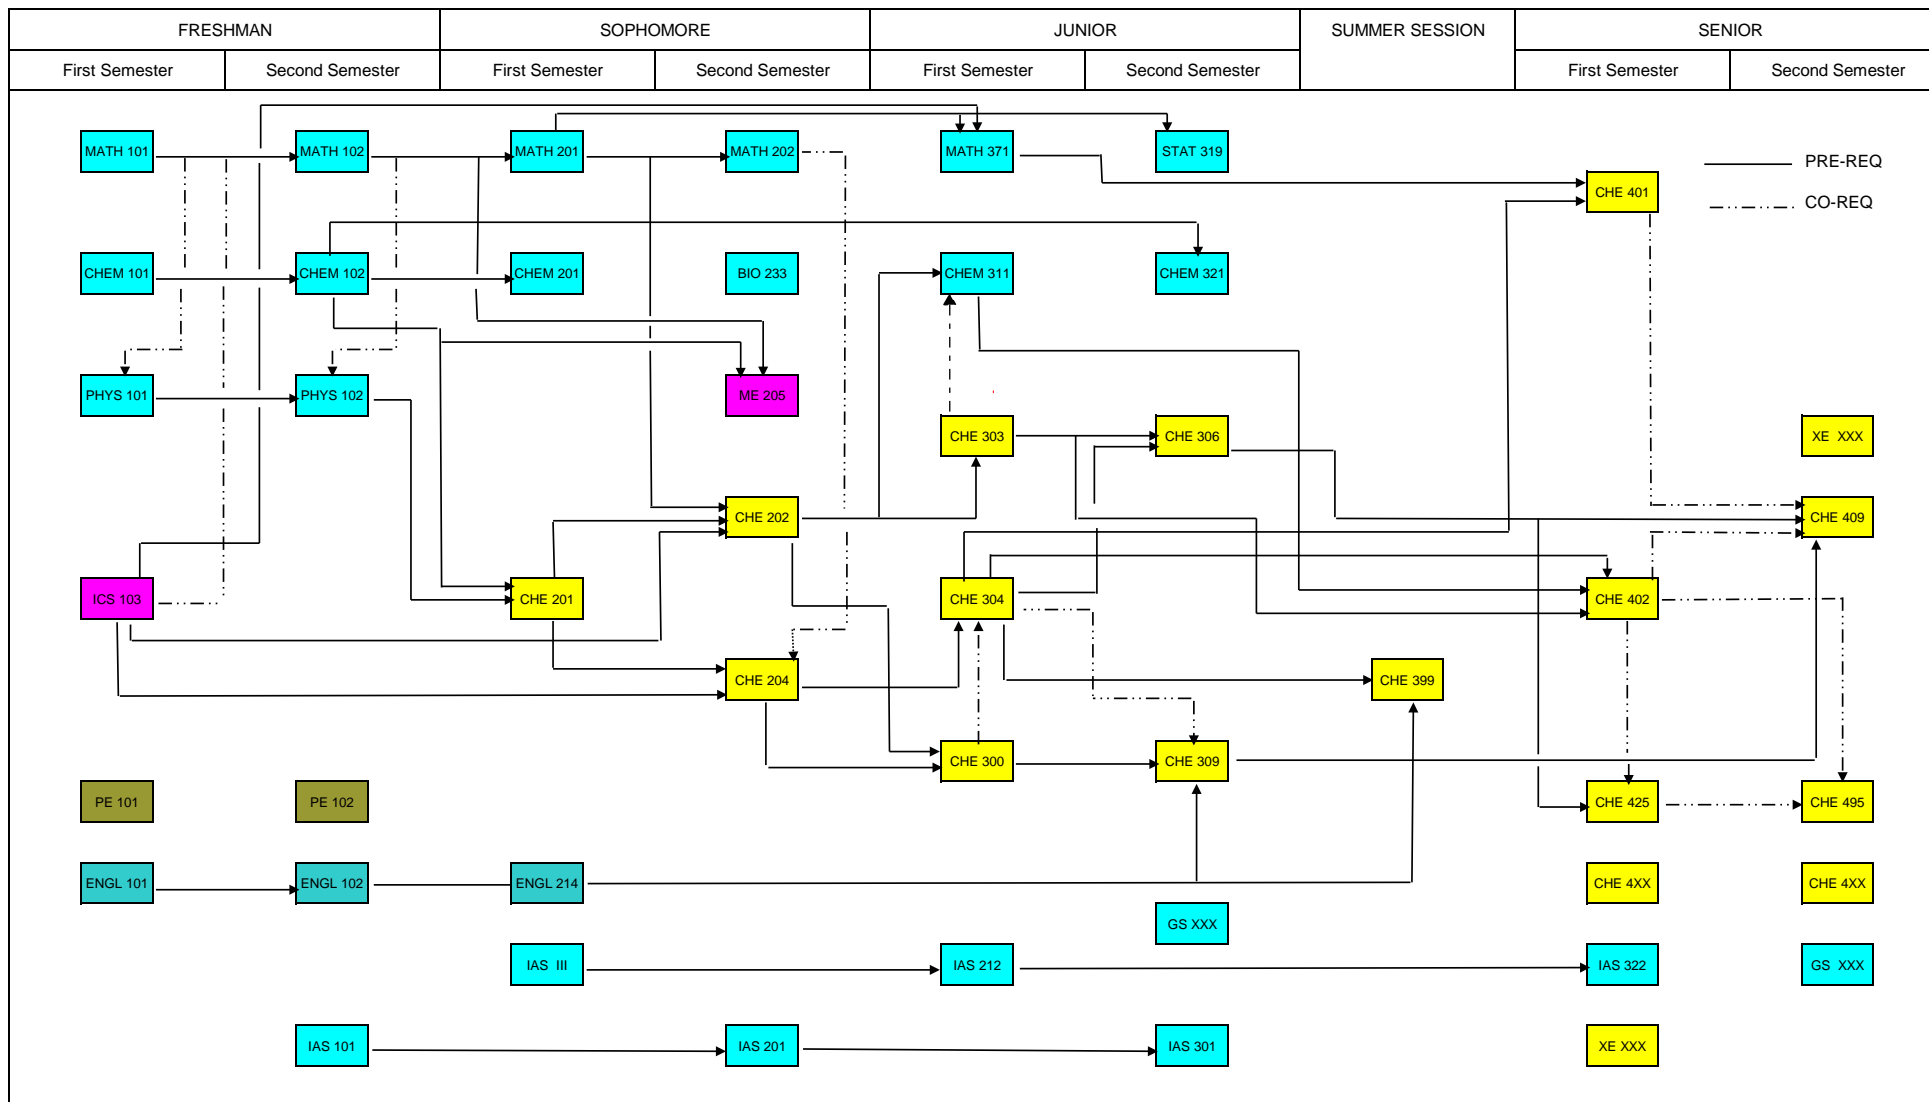 FRESHMAN SOPHOMORE JUNIOR SUMMER SESSION SENIOR
First Semester Second Semester First Semester Second Semester First Semester Second Semester First Semester Second Semester
MATH 101 MATH 102 MATH 201 MATH 202 MATH 371 STAT 319
PRE-REQ
CHE 401
CO-REQ
CHEM 101 CHEM 102 CHEM 201 BIO 233 CHEM 311 CHEM 321
PHYS 101 PHYS 102 ME 205
CHE 303 CHE 306 XE XXX
CHE 202 CHE 409
ICS 103 CHE 201 CHE 304 CHE 402
CHE 204 CHE 399
CHE 300 CHE 309
PE 101 PE 102 CHE 425 CHE 495
ENGL 101 ENGL 102 ENGL 214 CHE 4XX CHE 4XX
GS XXX
IAS III IAS 212 IAS 322 GS XXX
IAS 101 IAS 201 IAS 301 XE XXX